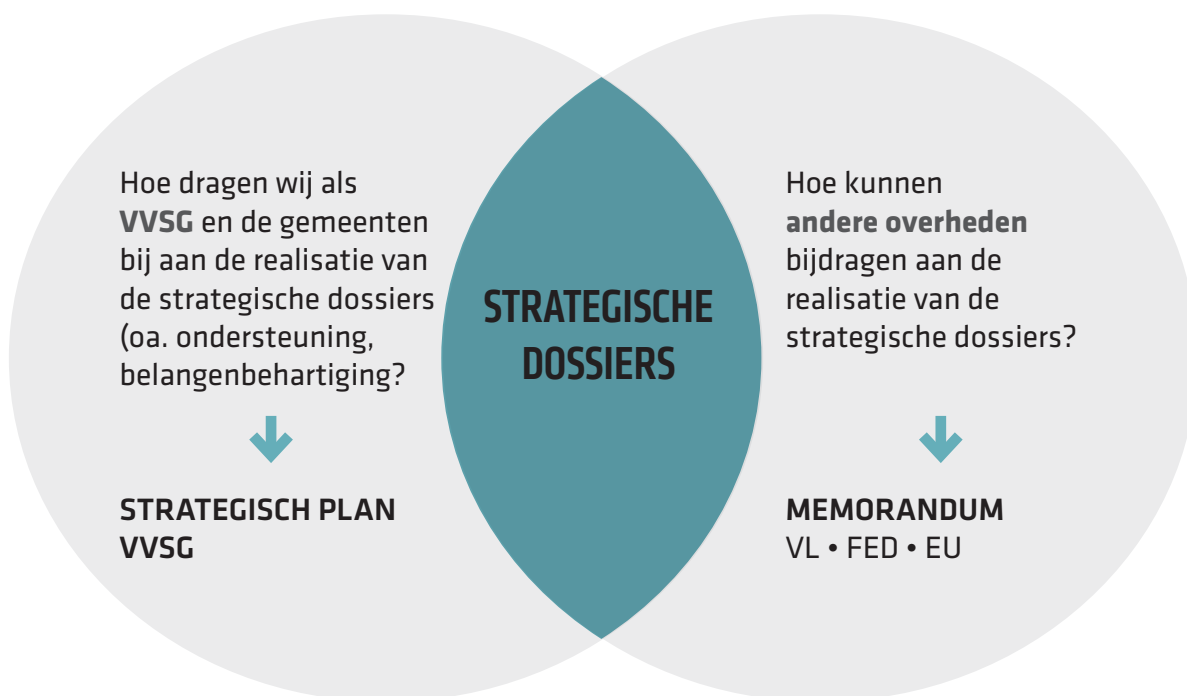 Hoe dragen wij als
VVSG en de gemeenten
bij aan de realisatie van
de strategische dossiers
(oa. ondersteuning,
belangenbehartiging?
STRATEGISCH PLAN
VVSG
STRATEGISCHE
DOSSIERS
Hoe kunnen
andere overheden
bijdragen aan de
realisatie van de
strategische dossiers?
MEMORANDUM
VL • FED • EU